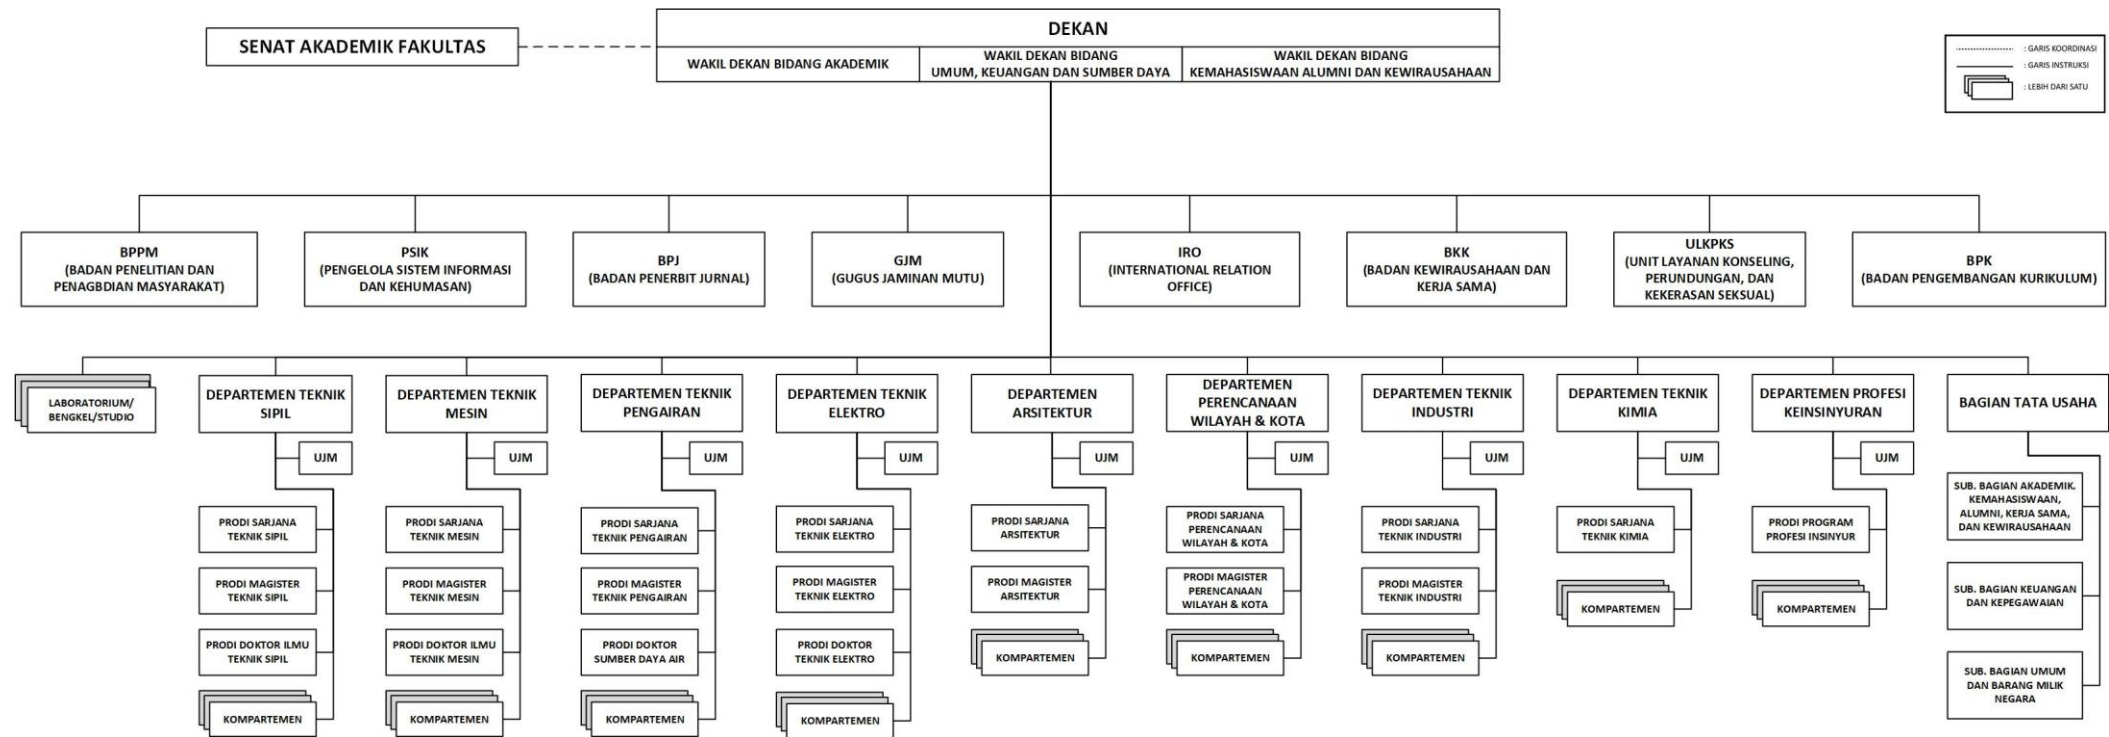 SENAT AKADEMIK FAKULTAS
DEKAN
WAKIL DEKAN BIDANG AKADEMIK
WAKIL DEKAN BIDANG
UMUM, KEUANGAN DAN SUMBER DAYA
WAKIL DEKAN BIDANG
KEMAHASISWAAN ALUMNI DAN KEWIRAUSAHAAN
: GARIS KOORDINASI
: GARIS INSTRUKSI
: LEBIH DARI SATU
BPPM
(BADAN PENELITIAN DAN
PENAGBDIAN MASYARAKAT)
PSIK
(PENGELOLA SISTEM INFORMASI
DAN KEHUMASAN)
BPJ
(BADAN PENERBIT JURNAL)
GJM
(GUGUS JAMINAN MUTU)
IRO
(INTERNATIONAL RELATION
OFFICE)
BKK
(BADAN KEWIRAUSAHAAN DAN
KERJA SAMA)
ULKPKS
(UNIT LAYANAN KONSELING,
PERUNDUNGAN, DAN
KEKERASAN SEKSUAL)
BPK
(BADAN PENGEMBANGAN KURIKULUM)
LABORATORIUM/
BENGKEL/STUDIO
DEPARTEMEN TEKNIK
SIPIL
UJM
PRODI SARJANA
TEKNIK SIPIL
PRODI MAGISTER
TEKNIK SIPIL
PRODI DOKTOR ILMU
TEKNIK SIPIL
KOMPARTEMEN
DEPARTEMEN TEKNIK
MESIN
UJM
PRODI SARJANA
TEKNIK MESIN
PRODI MAGISTER
TEKNIK MESIN
PRODI DOKTOR ILMU
TEKNIK MESIN
KOMPARTEMEN
DEPARTEMEN TEKNIK
PENGAIRAN
UJM
PRODI SARJANA
TEKNIK PENGAIRAN
PRODI MAGISTER
TEKNIK PENGAIRAN
PRODI DOKTOR
SUMBER DAYA AIR
KOMPARTEMEN
DEPARTEMEN TEKNIK
ELEKTRO
UJM
PRODI SARJANA
TEKNIK ELEKTRO
PRODI MAGISTER
TEKNIK ELEKTRO
PRODI DOKTOR
TEKNIK ELEKTRO
KOMPARTEMEN
DEPARTEMEN
ARSITEKTUR
UJM
PRODI SARJANA
ARSITEKTUR
PRODI MAGISTER
ARSITEKTUR
KOMPARTEMEN
DEPARTEMEN
PERENCANAAN
WILAYAH & KOTA
UJM
PRODI SARJANA
PERENCANAAN
WILAYAH & KOTA
PRODI MAGISTER
PERENCANAAN
WILAYAH & KOTA
KOMPARTEMEN
DEPARTEMEN TEKNIK
INDUSTRI
UJM
PRODI SARJANA
TEKNIK INDUSTRI
PRODI MAGISTER
TEKNIK INDUSTRI
KOMPARTEMEN
DEPARTEMEN TEKNIK
KIMIA
UJM
PRODI SARJANA
TEKNIK KIMIA
KOMPARTEMEN
DEPARTEMEN PROFESI
KEINSINYURAN
UJM
PRODI PROGRAM
PROFESI INSINYUR
KOMPARTEMEN
BAGIAN TATA USAHA
SUB. BAGIAN AKADEMIK.
KEMAHASISWAAN,
ALUMNI, KERJA SAMA,
DAN KEWIRAUSAHAAN
SUB. BAGIAN KEUANGAN
DAN KEPEGAWAIAN
SUB. BAGIAN UMUM
DAN BARANG MILIK
NEGARA